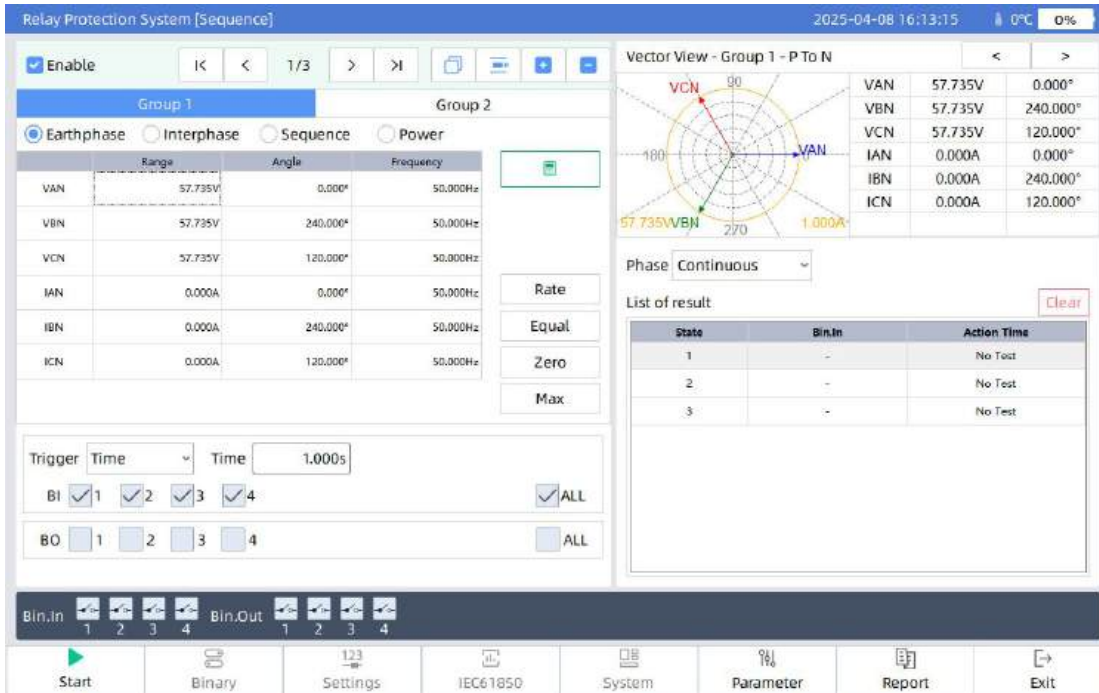 Relay Protection System [Sequence] 2025-04-08 16:13:15 0℃ 0%
Enable 1/3
Group 1 Group 2
Earthphase Interphase Sequence Power
Range Angle Frequency
VAN 57.735V 0.000° 50.000Hz
VBN 57.735V 240.000° 50.000Hz
VCN 57.735V 120.000° 50.000Hz
IAN 0.000A 0.000° 50.000Hz
IBN 0.000A 240.000° 50.000Hz
ICN 0.000A 120.000° 50.000Hz
Rate
Equal
Zero
Max
Trigger Time Time 1.000s
BI 1 2 3 4 ALL
BO 1 2 3 4 ALL
Vector View - Group 1 - P To N < >
VCN 90
180 VAN
57.735V VBN 270 1.000A
VAN 57.735V 0.000°
VBN 57.735V 240.000°
VCN 57.735V 120.000°
IAN 0.000A 0.000°
IBN 0.000A 240.000°
ICN 0.000A 120.000°
Phase Continuous
List of result Clear
State Bin.In Action Time
1 - No Test
2 - No Test
3 - No Test
Bin.In 1 2 3 4 Bin.Out 1 2 3 4
123
Start Binary Settings IEC61850 System Parameter Report Exit